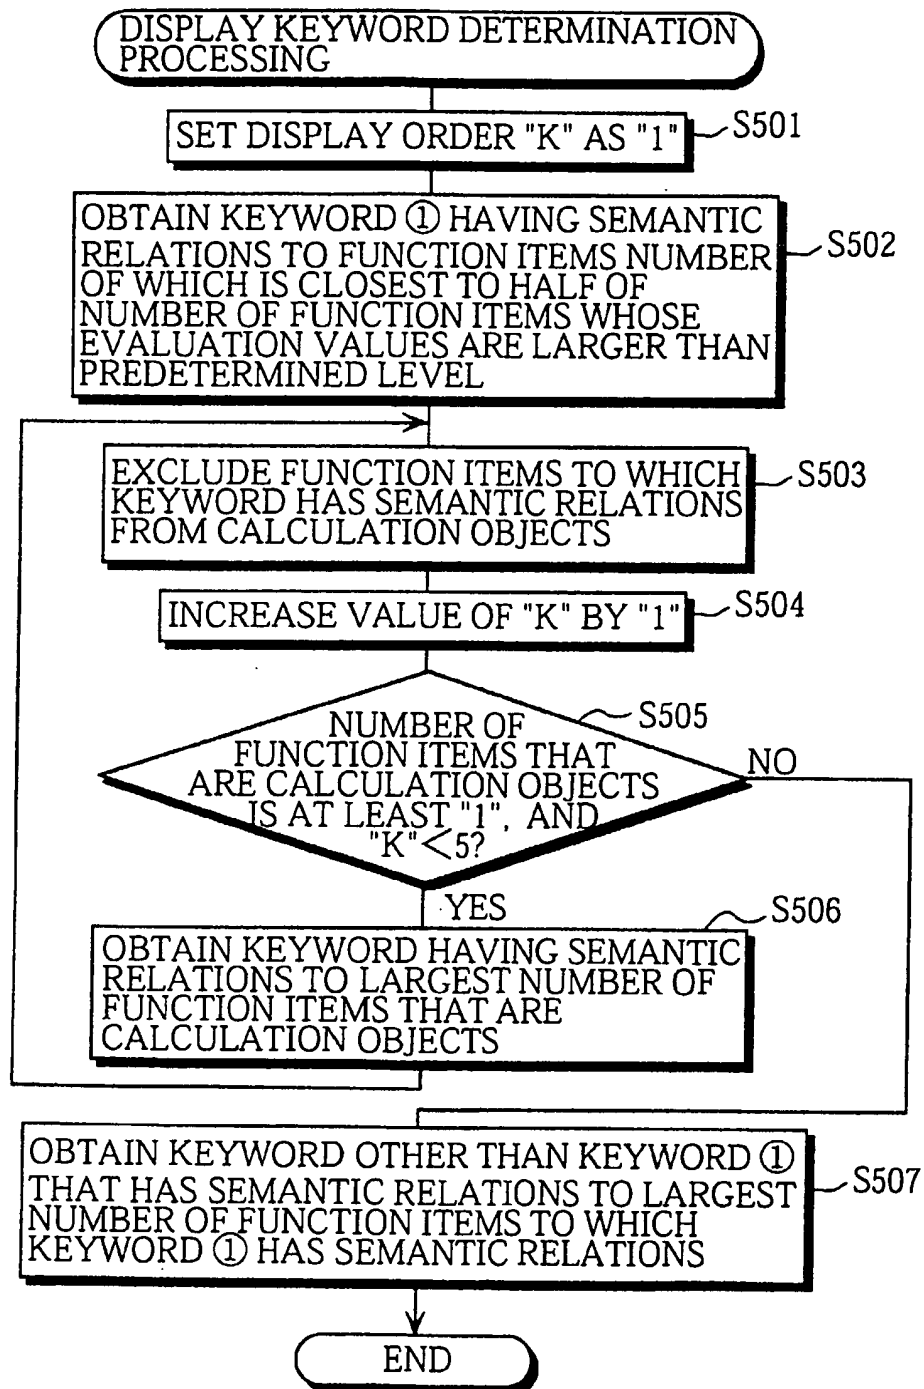 DISPLAY KEYWORD DETERMINATION
PROCESSING
SET DISPLAY ORDER "K" AS "1"
S501
OBTAIN KEYWORD ① HAVING SEMANTIC
RELATIONS TO FUNCTION ITEMS NUMBER
OF WHICH IS CLOSEST TO HALF OF
NUMBER OF FUNCTION ITEMS WHOSE
EVALUATION VALUES ARE LARGER THAN
PREDETERMINED LEVEL
S502
EXCLUDE FUNCTION ITEMS TO WHICH
KEYWORD HAS SEMANTIC RELATIONS
FROM CALCULATION OBJECTS
S503
INCREASE VALUE OF "K" BY "1"
S504
NUMBER OF
FUNCTION ITEMS THAT
ARE CALCULATION OBJECTS
IS AT LEAST "1", AND
"K"<5?
S505
NO
YES
OBTAIN KEYWORD HAVING SEMANTIC
RELATIONS TO LARGEST NUMBER OF
FUNCTION ITEMS THAT ARE
CALCULATION OBJECTS
S506
OBTAIN KEYWORD OTHER THAN KEYWORD ①
THAT HAS SEMANTIC RELATIONS TO LARGEST
NUMBER OF FUNCTION ITEMS TO WHICH
KEYWORD ① HAS SEMANTIC RELATIONS
S507
END